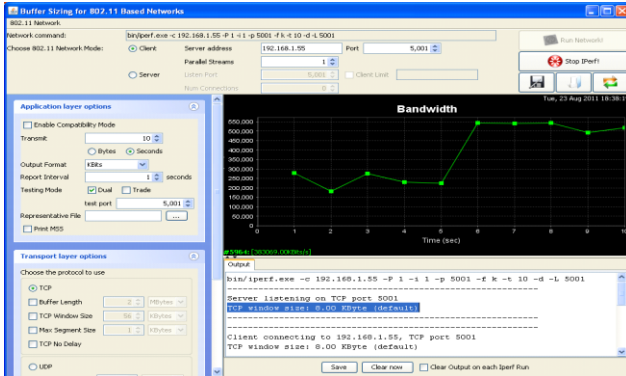 Buffer Sizing for 802.11 Based Networks
802.11 Network
Network command:
bin/iperf.exe -c 192.168.1.55 -P 1 -i 1 -p 5001 -f k -t 10 -d -L 5001
Choose 802.11 Network Mode:
Client
Server address
192.168.1.55
Port
5,001
Parallel Streams
1
Server
Listen Port
5,001
Client Limit
Num Connections
0
Run Network!
Stop IPerf!
Tue, 23 Aug 2011 18:38:1
Application layer options
Enable Compatibility Mode
Transmit
10
Bytes
Seconds
Output Format
KBits
Report Interval
1
seconds
Testing Mode
Dual
Trade
test port
5,001
Representative File
...
Print MSS
Transport layer options
Choose the protocol to use
TCP
Buffer Length
2
MBytes
TCP Window Size
56
KBytes
Max Segment Size
1
KBytes
TCP No Delay
UDP
Bandwidth
550,000
500,000
450,000
400,000
350,000
300,000
250,000
200,000
150,000
100,000
50,000
0
0 1 2 3 4 5 6 7 8 9 10
Time (sec)
#5964: [383069.00KBits/s]
Output
bin/iperf.exe -c 192.168.1.55 -P 1 -i 1 -p 5001 -f k -t 10 -d -L 5001
------------------------------------------------------------
Server listening on TCP port 5001
TCP window size: 8.00 KByte (default)
------------------------------------------------------------
------------------------------------------------------------
Client connecting to 192.168.1.55, TCP port 5001
TCP window size: 8.00 KByte (default)
Save
Clear now
Clear Output on each Iperf Run